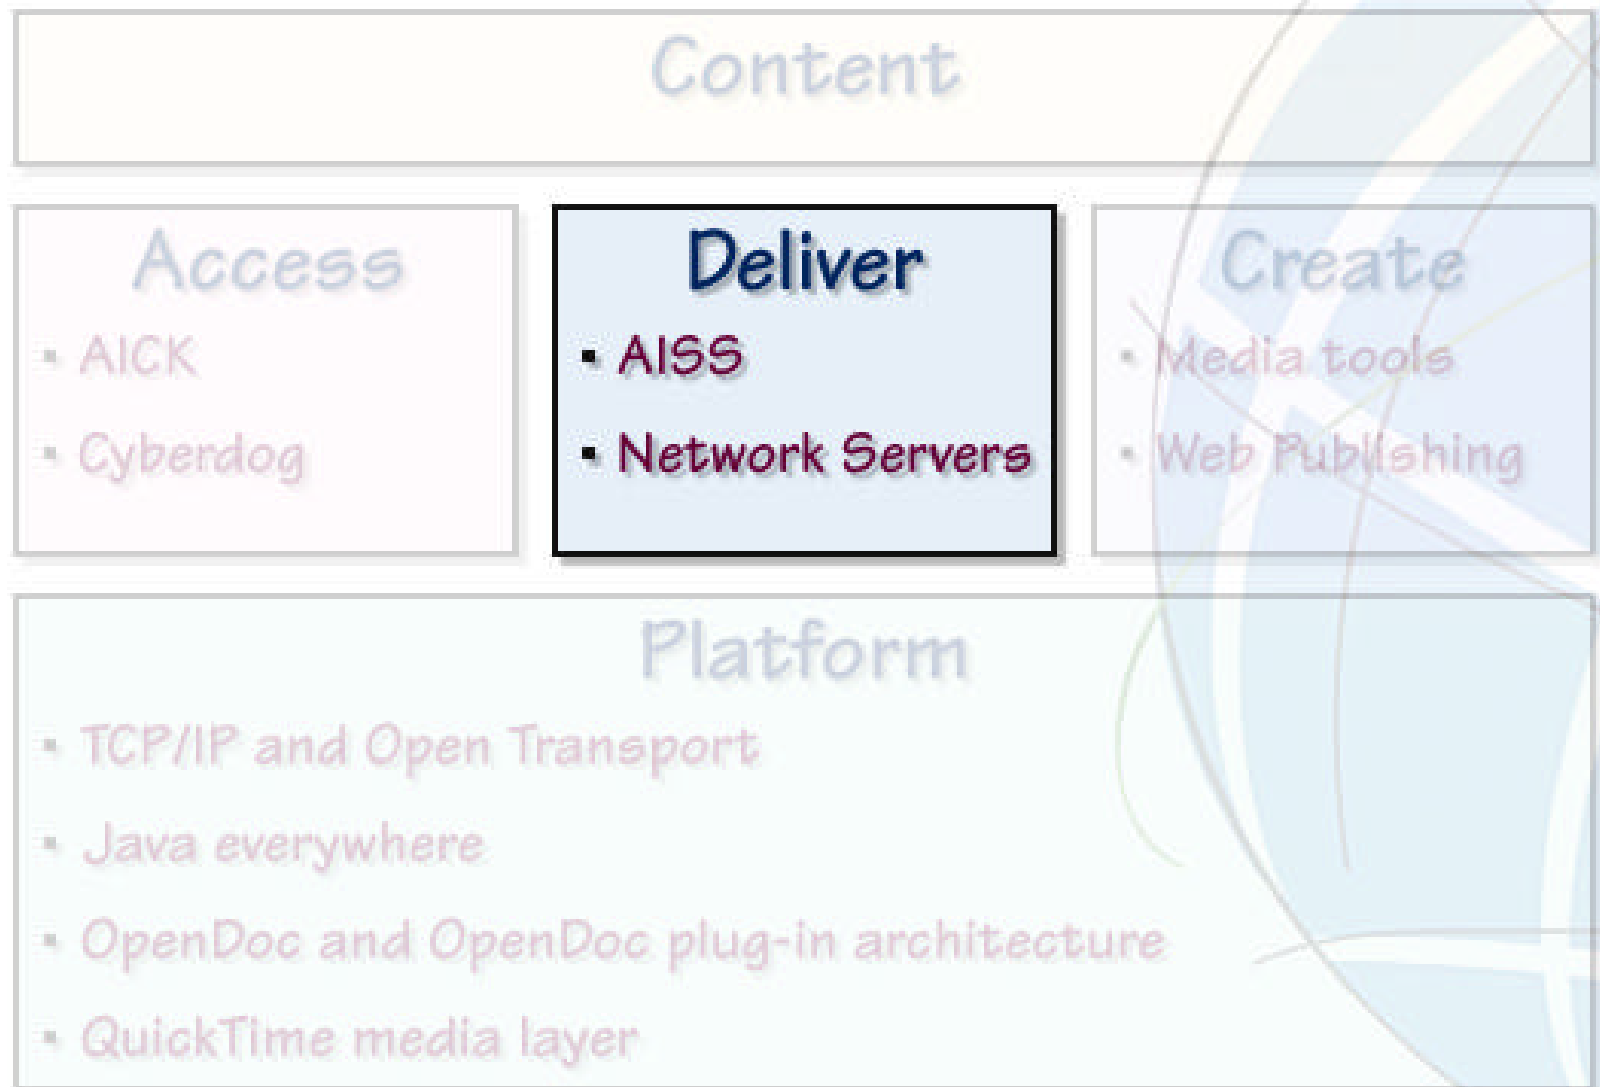 Content
Access
▪ AICK
▪ Cyberdog
Deliver
▪ AISS
▪ Network Servers
Create
▪ Media tools
▪ Web Publishing
Platform
▪ TCP/IP and Open Transport
▪ Java everywhere
▪ OpenDoc and OpenDoc plug-in architecture
▪ QuickTime media layer